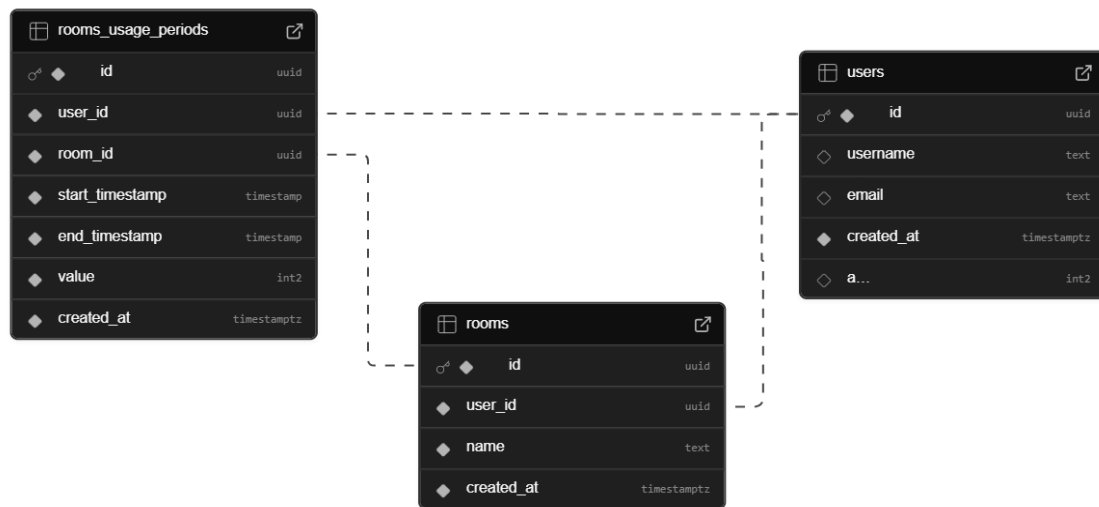 rooms_usage_periods
id uuid
user_id uuid
room_id uuid
start_timestamp timestamp
end_timestamp timestamp
value int2
created_at timestamptz
users
id uuid
username text
email text
created_at timestamptz
a... int2
rooms
id uuid
user_id uuid
name text
created_at timestamptz